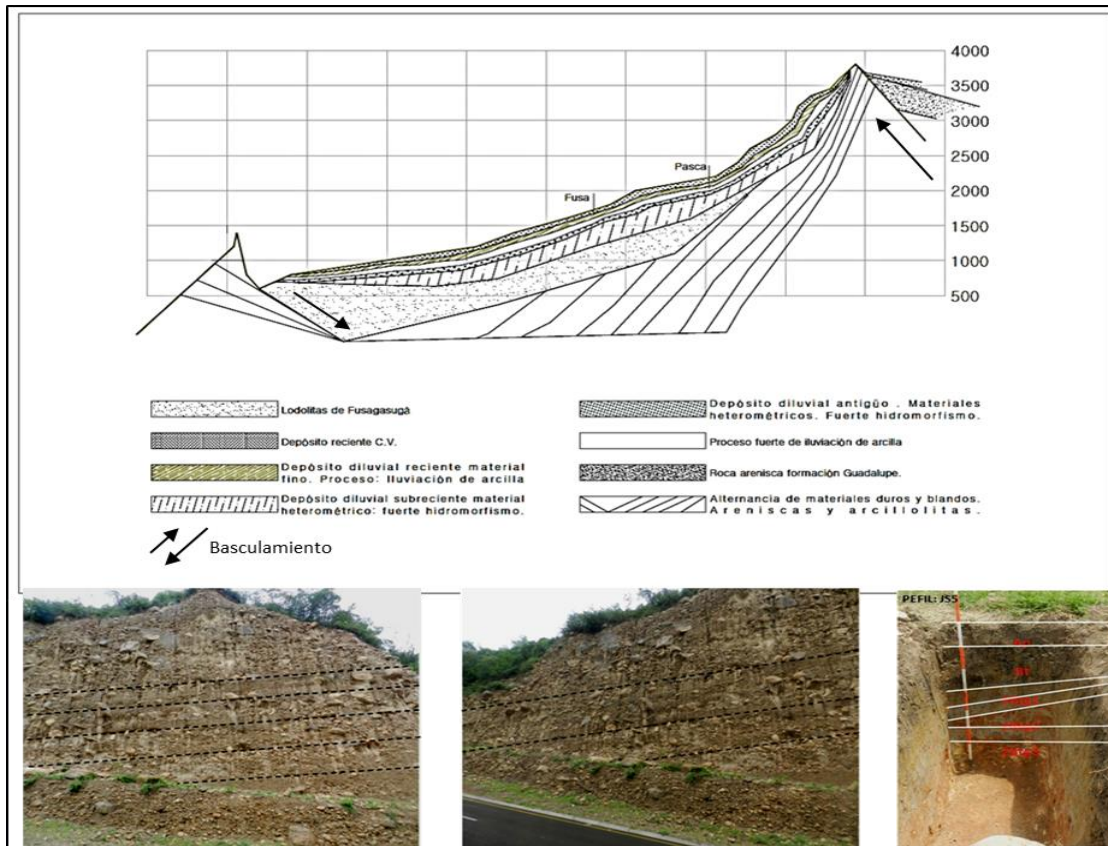 4000
3500
3000
2500
2000
1500
1000
500
Pasca
Fusa
Lodolitas de Fusagasugá
Depósito reciente C.V.
Depósito diluvial reciente material
fino. Proceso: Iluviación de arcilla
Depósito diluvial subreciente material
heterométrico: fuerte hidromorfismo.
Basculamiento
Depósito diluvial antigüo . Materiales
heterométricos. Fuerte hidromorfismo.
Proceso fuerte de iluviación de arcilla
Roca arenisca formación Guadalupe.
Alternancia de materiales duros y blandos.
Areniscas y arcillolitas.
PEFIL: J55